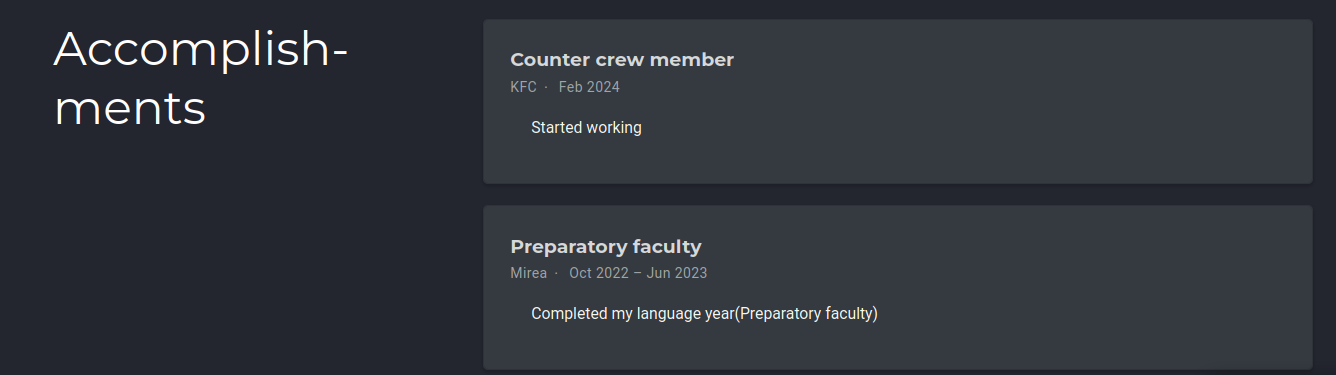 Accomplish-
ments
Counter crew member
KFC · Feb 2024
Started working
Preparatory faculty
Mirea · Oct 2022 – Jun 2023
Completed my language year(Preparatory faculty)